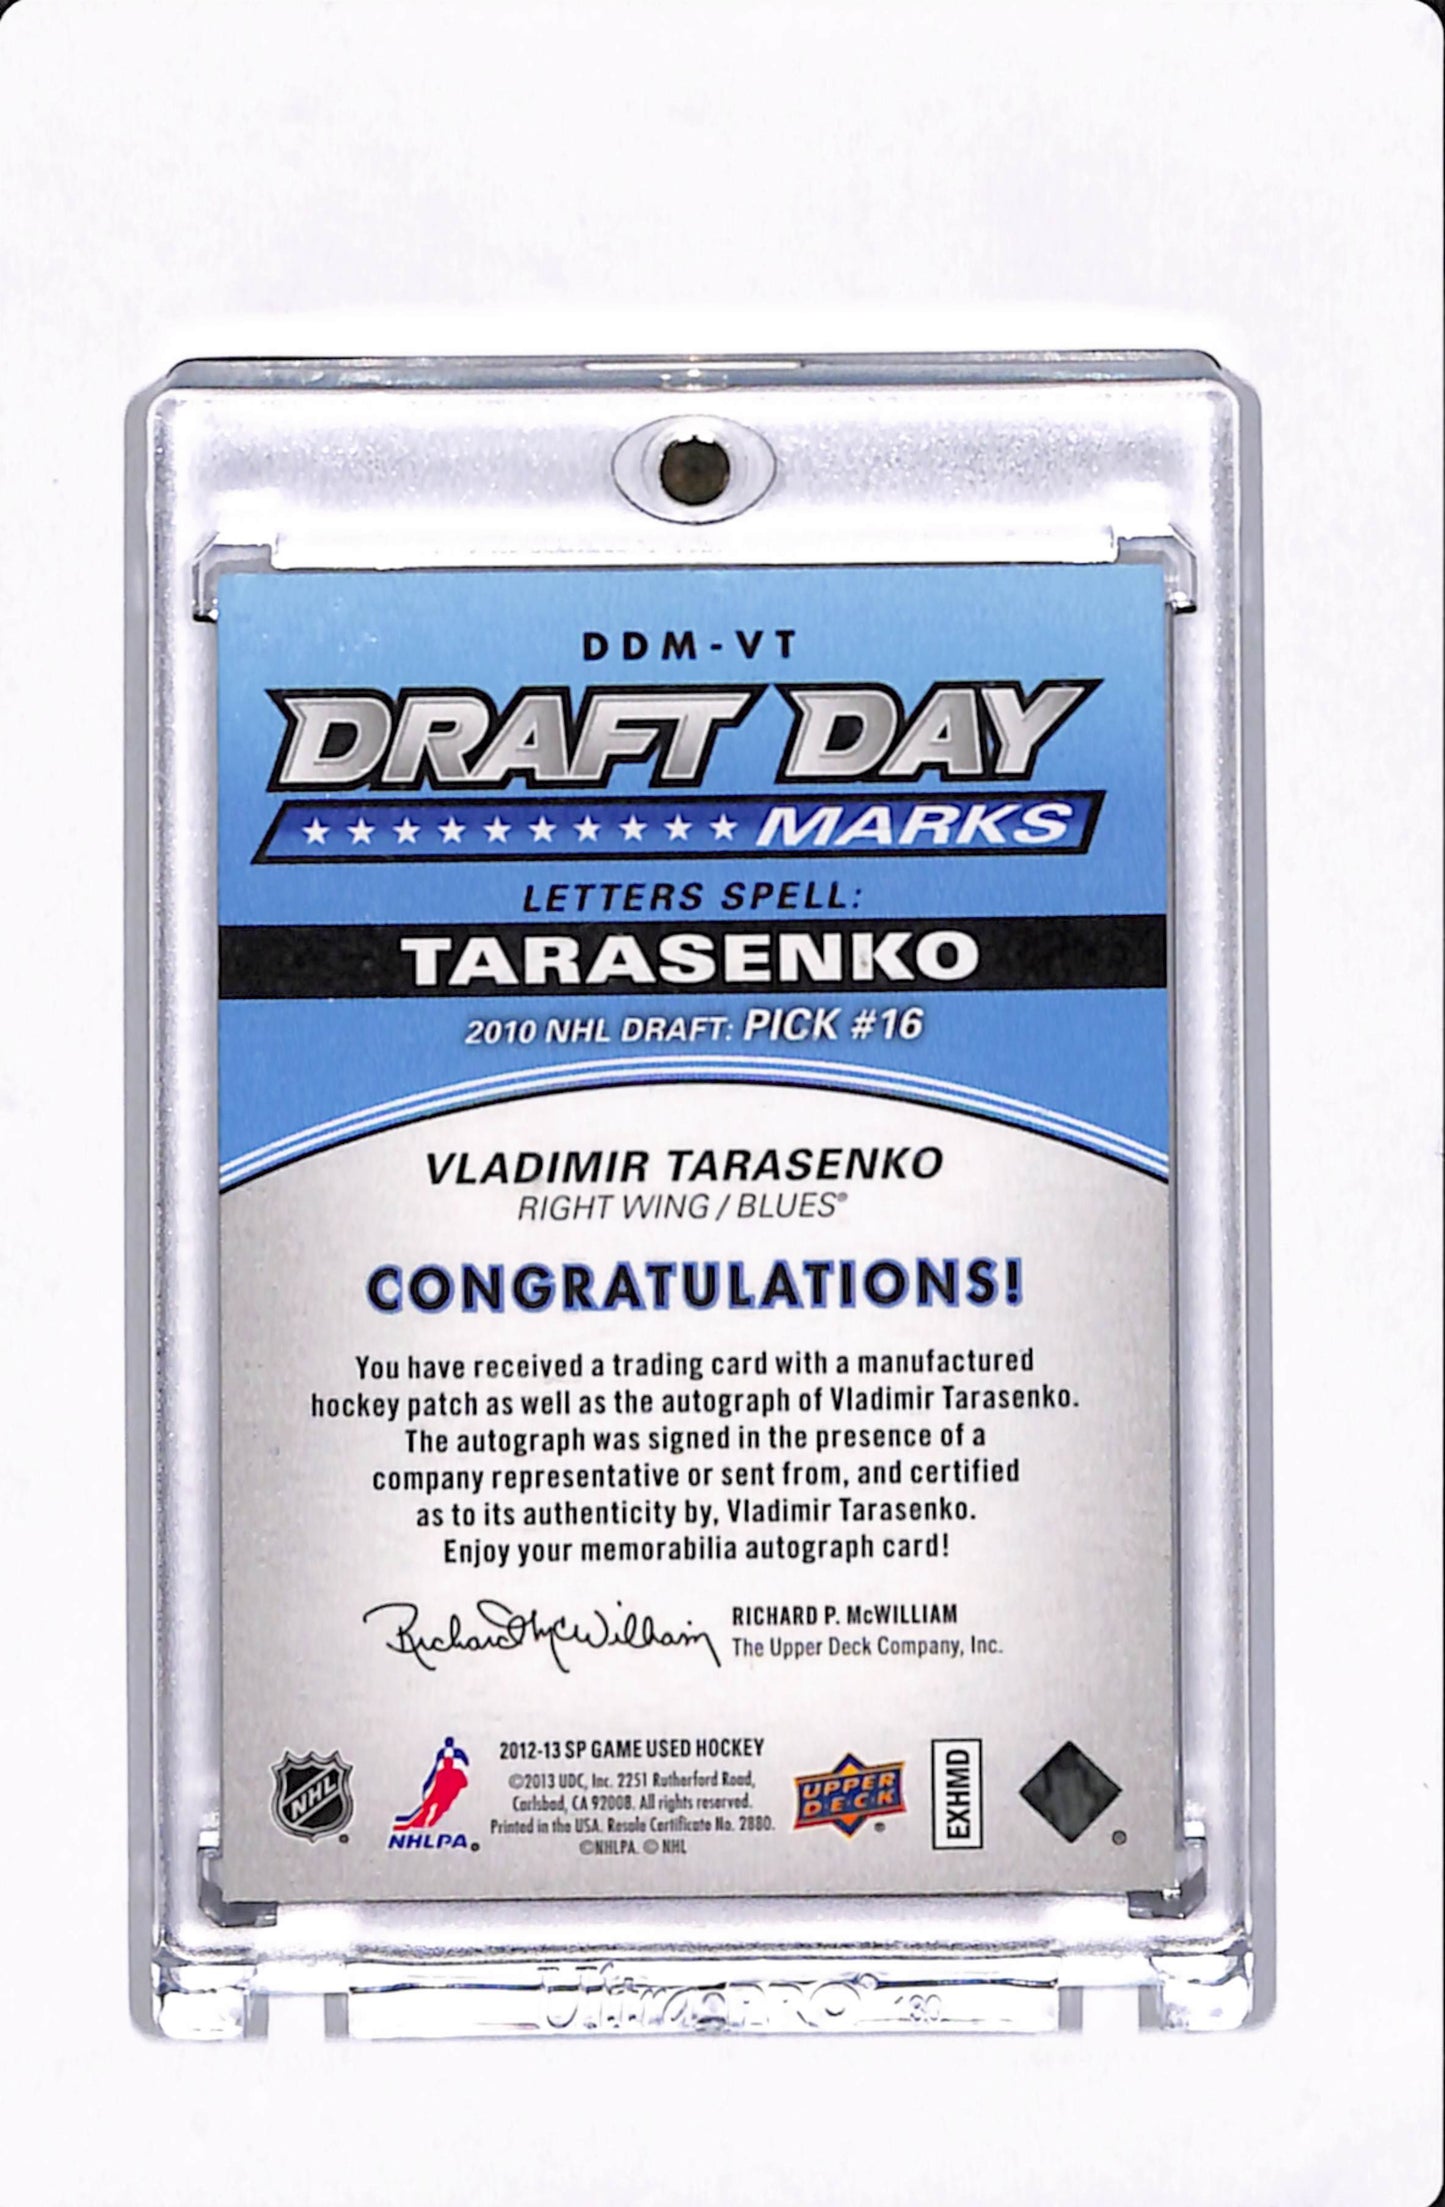 DDM-VT
DRAFT DAY
MARKS
LETTERS SPELL:
TARASENKO
2010 NHL DRAFT: PICK #16
VLADIMIR TARASENKO
RIGHT WING / BLUES®
CONGRATULATIONS!
You have received a trading card with a manufactured
hockey patch as well as the autograph of Vladimir Tarasenko.
The autograph was signed in the presence of a
company representative or sent from, and certified
as to its authenticity by, Vladimir Tarasenko.
Enjoy your memorabilia autograph card!
Richard P McWilliam
RICHARD P. McWILLIAM
The Upper Deck Company, Inc.
NHL
NHLPA
2012-13 SP GAME USED HOCKEY
©2013 UDC, Inc. 2251 Rutherford Road,
Carlsbad, CA 92008. All rights reserved.
Printed in the USA. Resale Certificate No. 2880.
©NHLPA. © NHL
UPPER
DECK
EXHMD
UltraPRO®
130